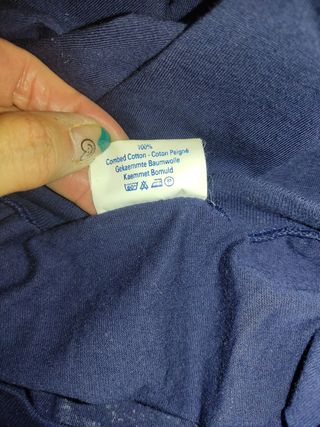 100%
Combed Cotton - Coton Peigné
Gekaemmte Baumwolle
Kaemmet Bomuld